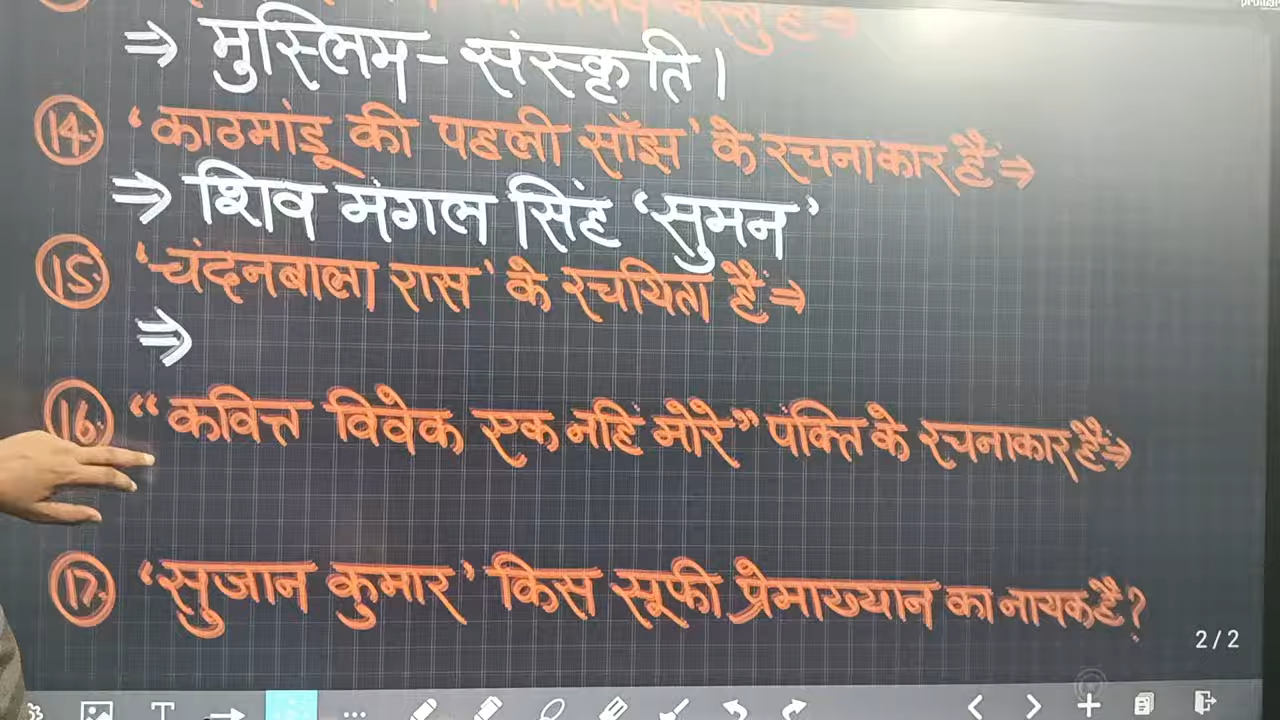 ⇒ मुस्लिम - संस्कृति।
14. 'काठमांडू की पहली साँझ' के रचनाकार हैं ⇒
⇒ शिव मंगल सिंह 'सुमन'
15. 'चंदनबाला रास' के रचयिता हैं ⇒
⇒
16. “कवित्त विवेक एक नहिं मोरे” पंक्ति के रचनाकार हैं ⇒
17. 'सुजान कुमार' किस सूफी प्रेमाख्यान का नायक है?
2/2